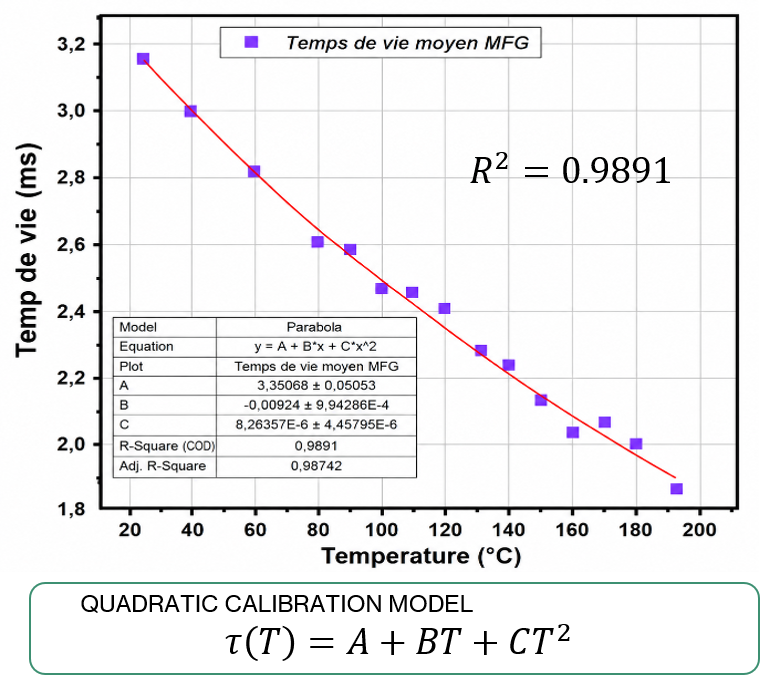 Temps de vie moyen MFG
3,2
3,0
2,8
2,6
2,4
2,2
2,0
1,8
Temp de vie (ms)
R² = 0.9891
Model Parabola
Equation y = A + B*x + C*x^2
Plot Temps de vie moyen MFG
A 3,35068 ± 0,05053
B -0,00924 ± 9,94286E-4
C 8,26357E-6 ± 4,45795E-6
R-Square (COD) 0,9891
Adj. R-Square 0,98742
20 40 60 80 100 120 140 160 180 200
Temperature (°C)
QUADRATIC CALIBRATION MODEL
τ(T) = A + BT + CT²